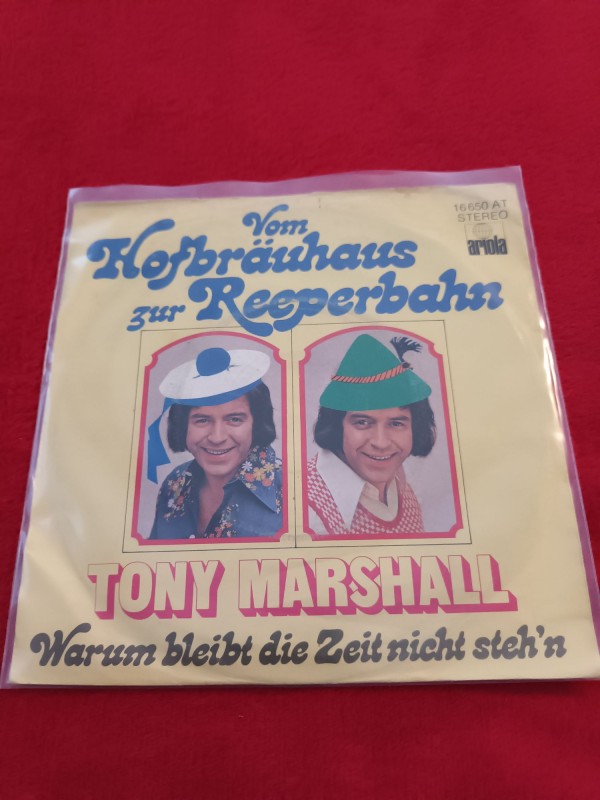 16 650 AT
STEREO
ariola
Vom
Hofbräuhaus
zur Reeperbahn
TONY MARSHALL
Warum bleibt die Zeit nicht steh'n